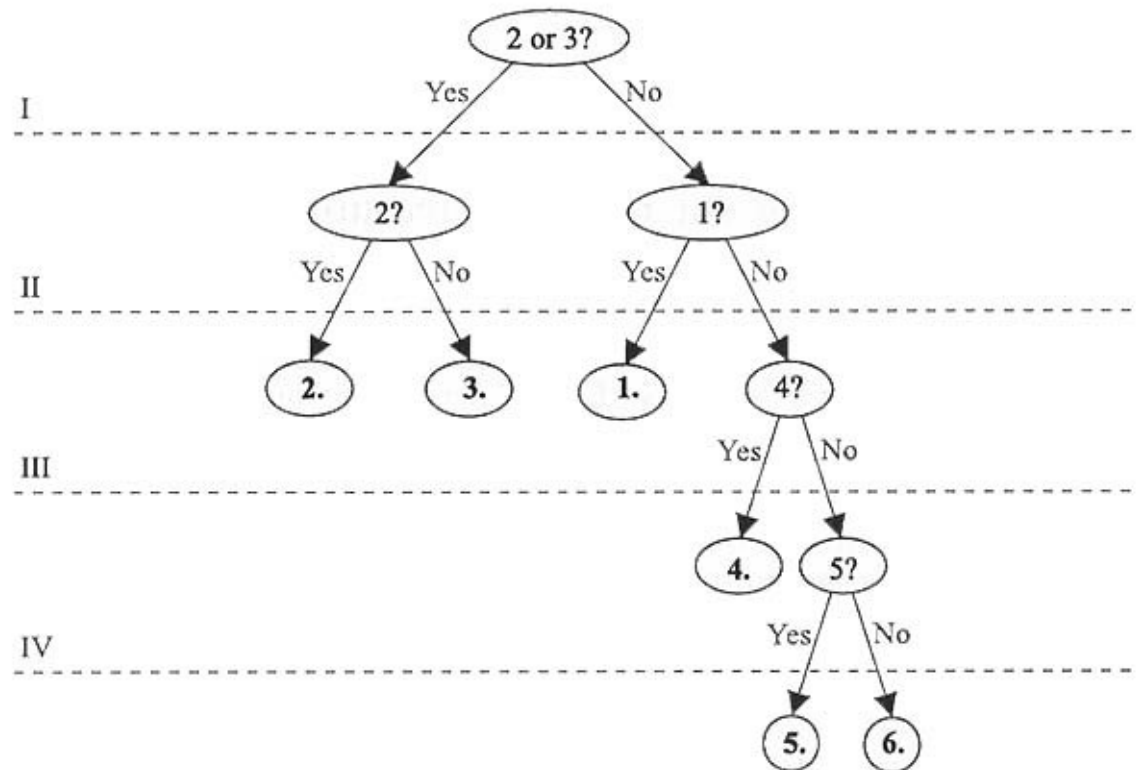 2 or 3?
Yes No
I
2? 1?
Yes No Yes No
II
2. 3. 1. 4?
Yes No
III
4. 5?
Yes No
IV
5. 6.